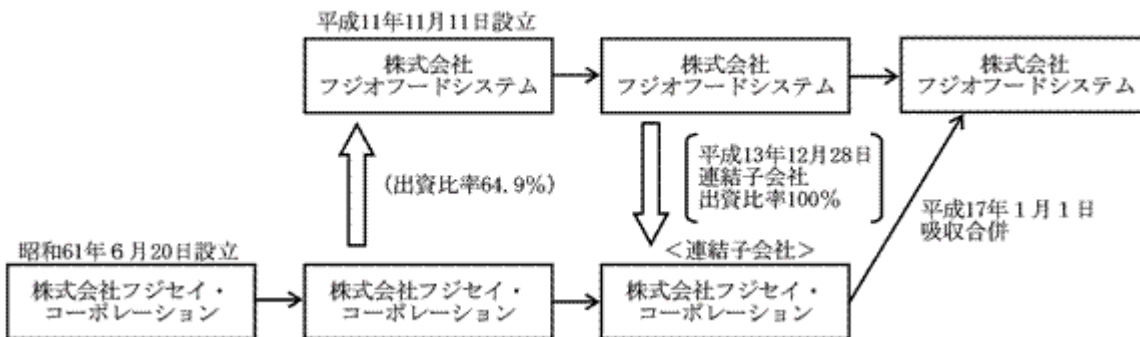 平成11年11月11日設立
株式会社
フジオフードシステム
株式会社
フジオフードシステム
株式会社
フジオフードシステム
(出資比率64.9%)
平成13年12月28日
連結子会社
出資比率100%
平成17年1月1日
吸収合併
昭和61年6月20日設立
<連結子会社>
株式会社フジセイ・
コーポレーション
株式会社フジセイ・
コーポレーション
株式会社フジセイ・
コーポレーション